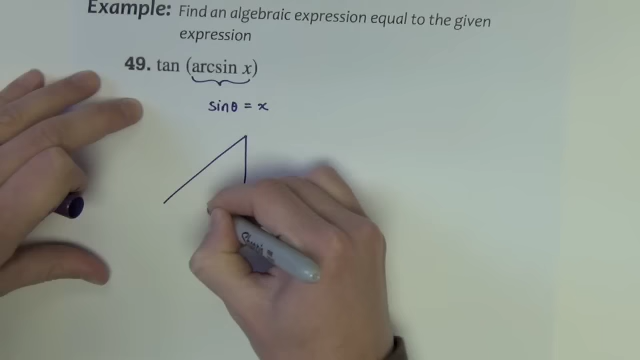 Example: Find an algebraic expression equal to the given
expression
49. tan (arcsin x)
sinθ = x